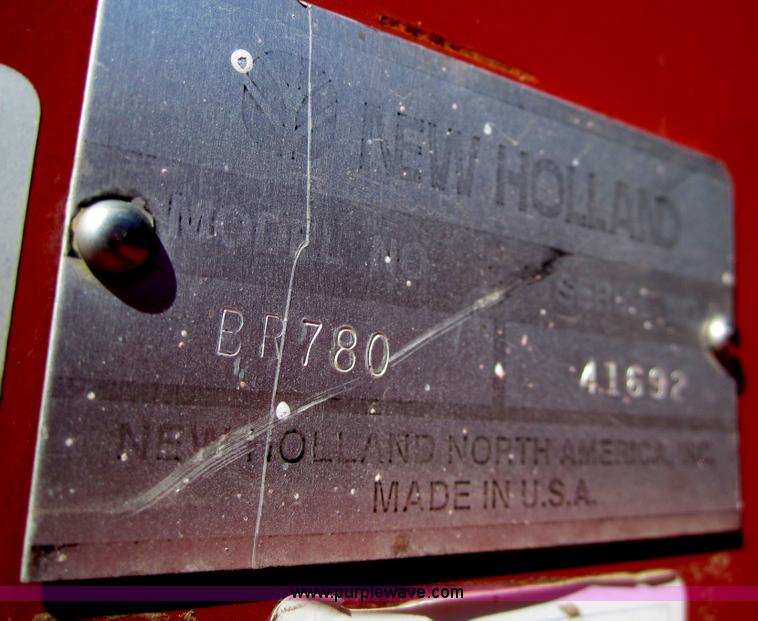 NEW HOLLAND
MODEL NO
BR780
41692
NEW HOLLAND NORTH AMERICA, INC.
MADE IN U.S.A.
www.purplewave.com